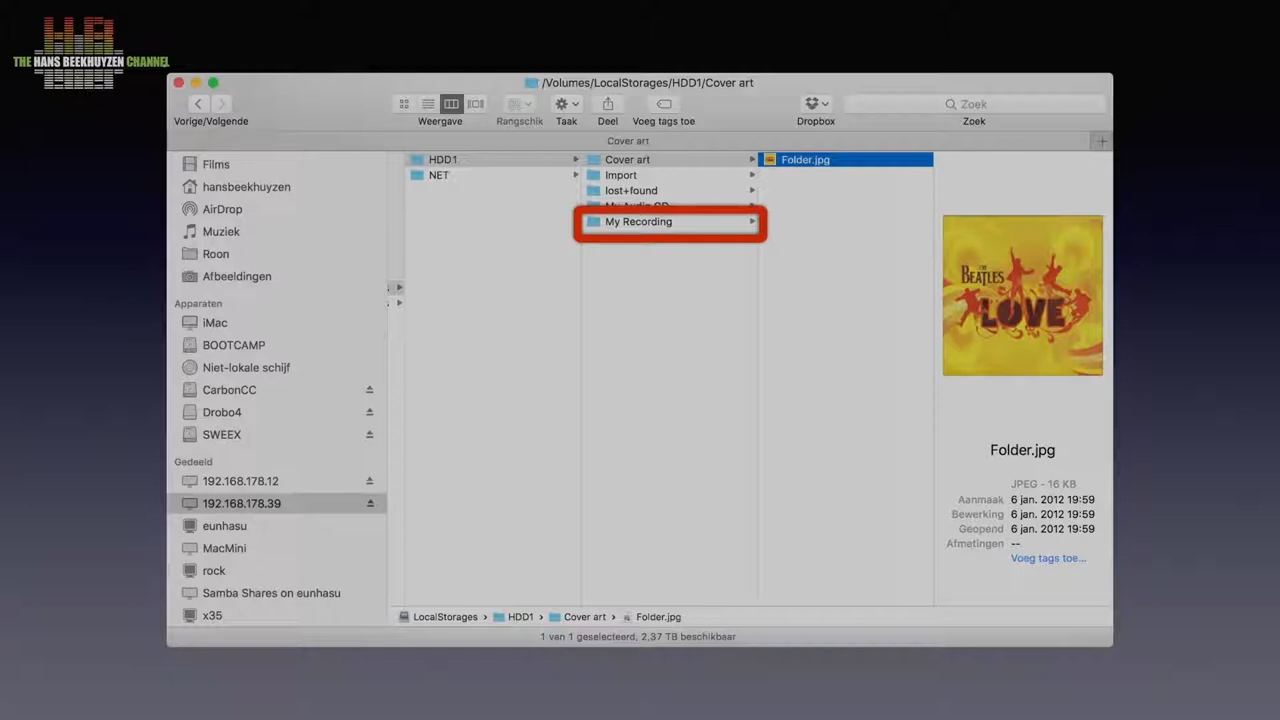 THE HANS BEEKHUYZEN CHANNEL
/Volumes/LocalStorages/HDD1/Cover art
Vorige/Volgende
Weergave
Rangschik
Taak
Deel
Voeg tags toe
Dropbox
Zoek
Zoek
Cover art
Films
hansbeekhuyzen
AirDrop
Muziek
Roon
Afbeeldingen
Apparaten
iMac
BOOTCAMP
Niet-lokale schijf
CarbonCC
Drobo4
SWEEX
Gedeeld
192.168.178.12
192.168.178.39
eunhasu
MacMini
rock
Samba Shares on eunhasu
x35
HDD1
NET
Cover art
Import
lost+found
My Audio CD
My Recording
Folder.jpg
THE BEATLES
LOVE
Folder.jpg
JPEG - 16 KB
Aanmaak 6 jan. 2012 19:59
Bewerking 6 jan. 2012 19:59
Geopend 6 jan. 2012 19:59
Afmetingen --
Voeg tags toe...
LocalStorages › HDD1 › Cover art › Folder.jpg
1 van 1 geselecteerd, 2,37 TB beschikbaar